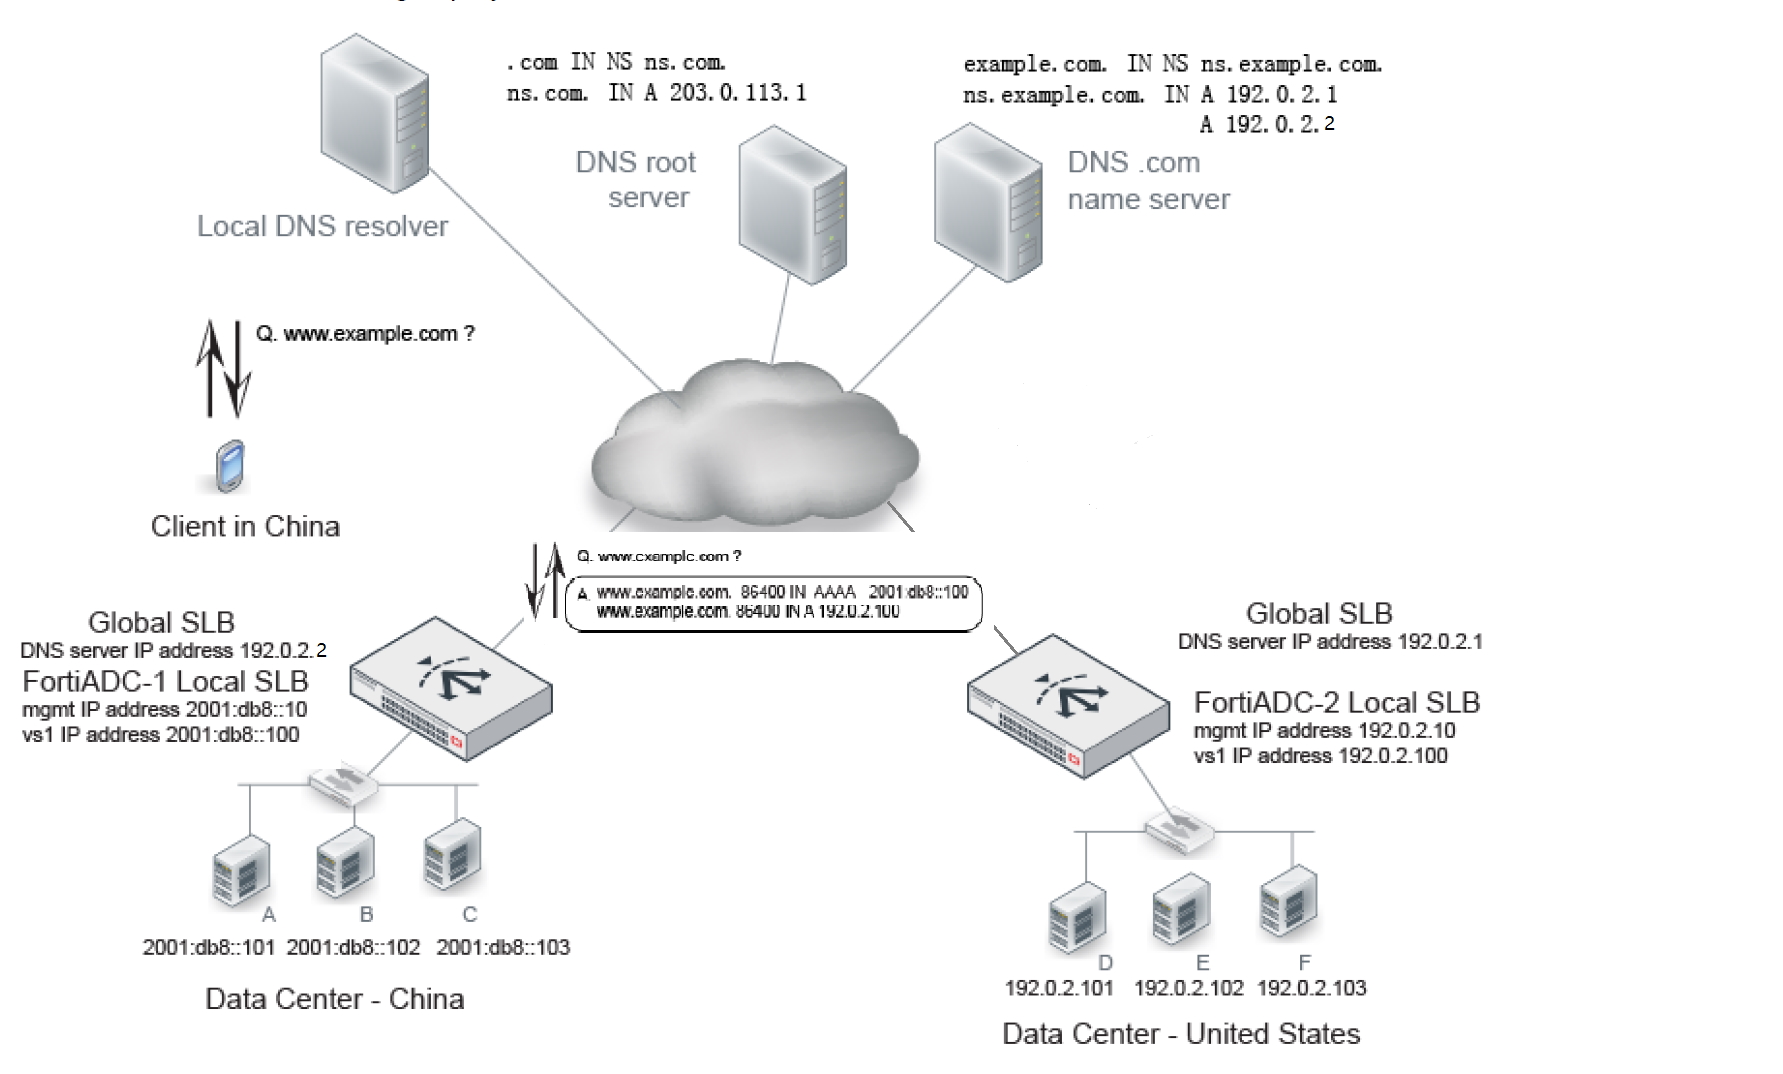 .com IN NS ns.com.
ns.com. IN A 203.0.113.1
example.com. IN NS ns.example.com.
ns.example.com. IN A 192.0.2.1
A 192.0.2.2
DNS root
server
DNS .com
name server
Local DNS resolver
Q. www.example.com ?
Client in China
Q. www.example.com ?
A. www.example.com. 86400 IN AAAA 2001:db8::100
www.example.com. 86400 IN A 192.0.2.100
Global SLB
DNS server IP address 192.0.2.2
FortiADC-1 Local SLB
mgmt IP address 2001:db8::10
vs1 IP address 2001:db8::100
Global SLB
DNS server IP address 192.0.2.1
FortiADC-2 Local SLB
mgmt IP address 192.0.2.10
vs1 IP address 192.0.2.100
A B C
2001:db8::101 2001:db8::102 2001:db8::103
Data Center - China
D E F
192.0.2.101 192.0.2.102 192.0.2.103
Data Center - United States